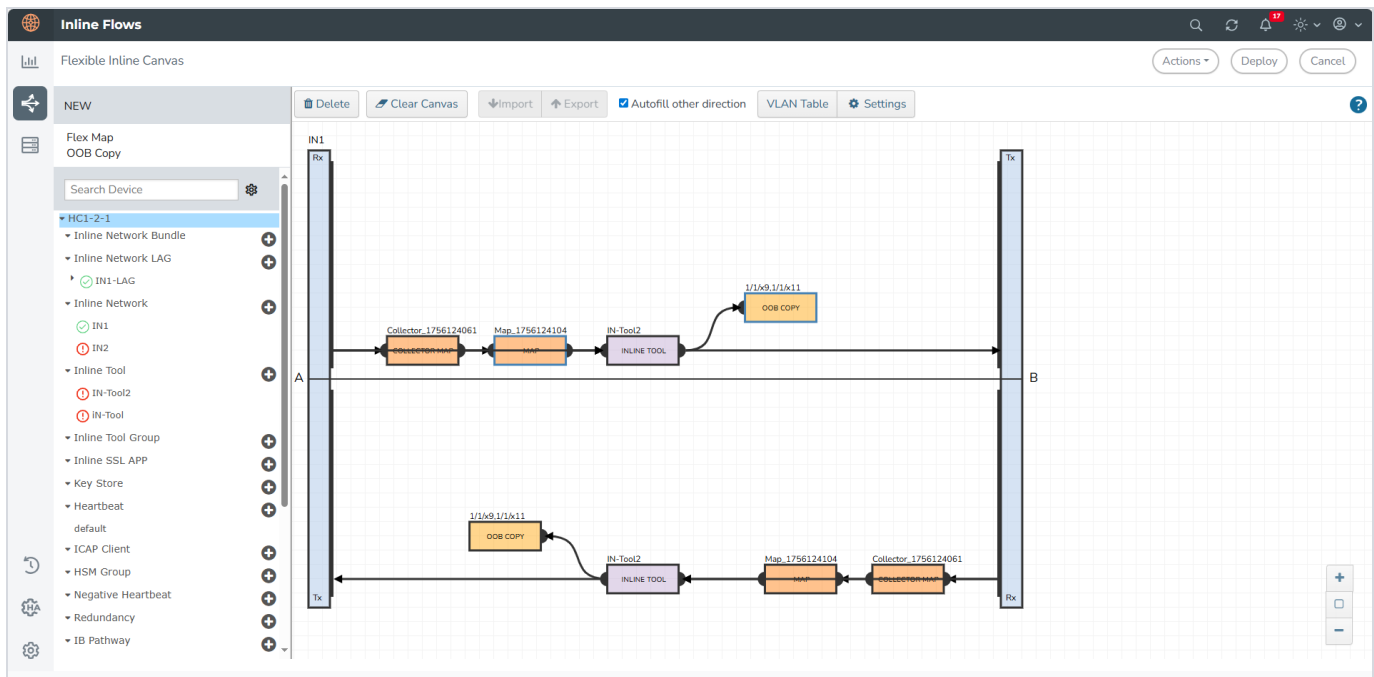 Inline Flows
17
Flexible Inline Canvas
Actions
Deploy
Cancel
NEW
Delete
Clear Canvas
Import
Export
Autofill other direction
VLAN Table
Settings
?
Flex Map
OOB Copy
Search Device
HC1-2-1
Inline Network Bundle
Inline Network LAG
IN1-LAG
Inline Network
IN1
IN2
Inline Tool
IN-Tool2
iN-Tool
Inline Tool Group
Inline SSL APP
Key Store
Heartbeat
default
ICAP Client
HSM Group
Negative Heartbeat
Redundancy
IB Pathway
HA
IN1
Rx
Tx
1/1/x9,1/1/x11
OOB COPY
Collector_1756124061
Map_1756124104
IN-Tool2
COLLECTOR MAP
MAP
INLINE TOOL
A
B
1/1/x9,1/1/x11
OOB COPY
IN-Tool2
Map_1756124104
Collector_1756124061
INLINE TOOL
MAP
COLLECTOR MAP
Tx
Rx